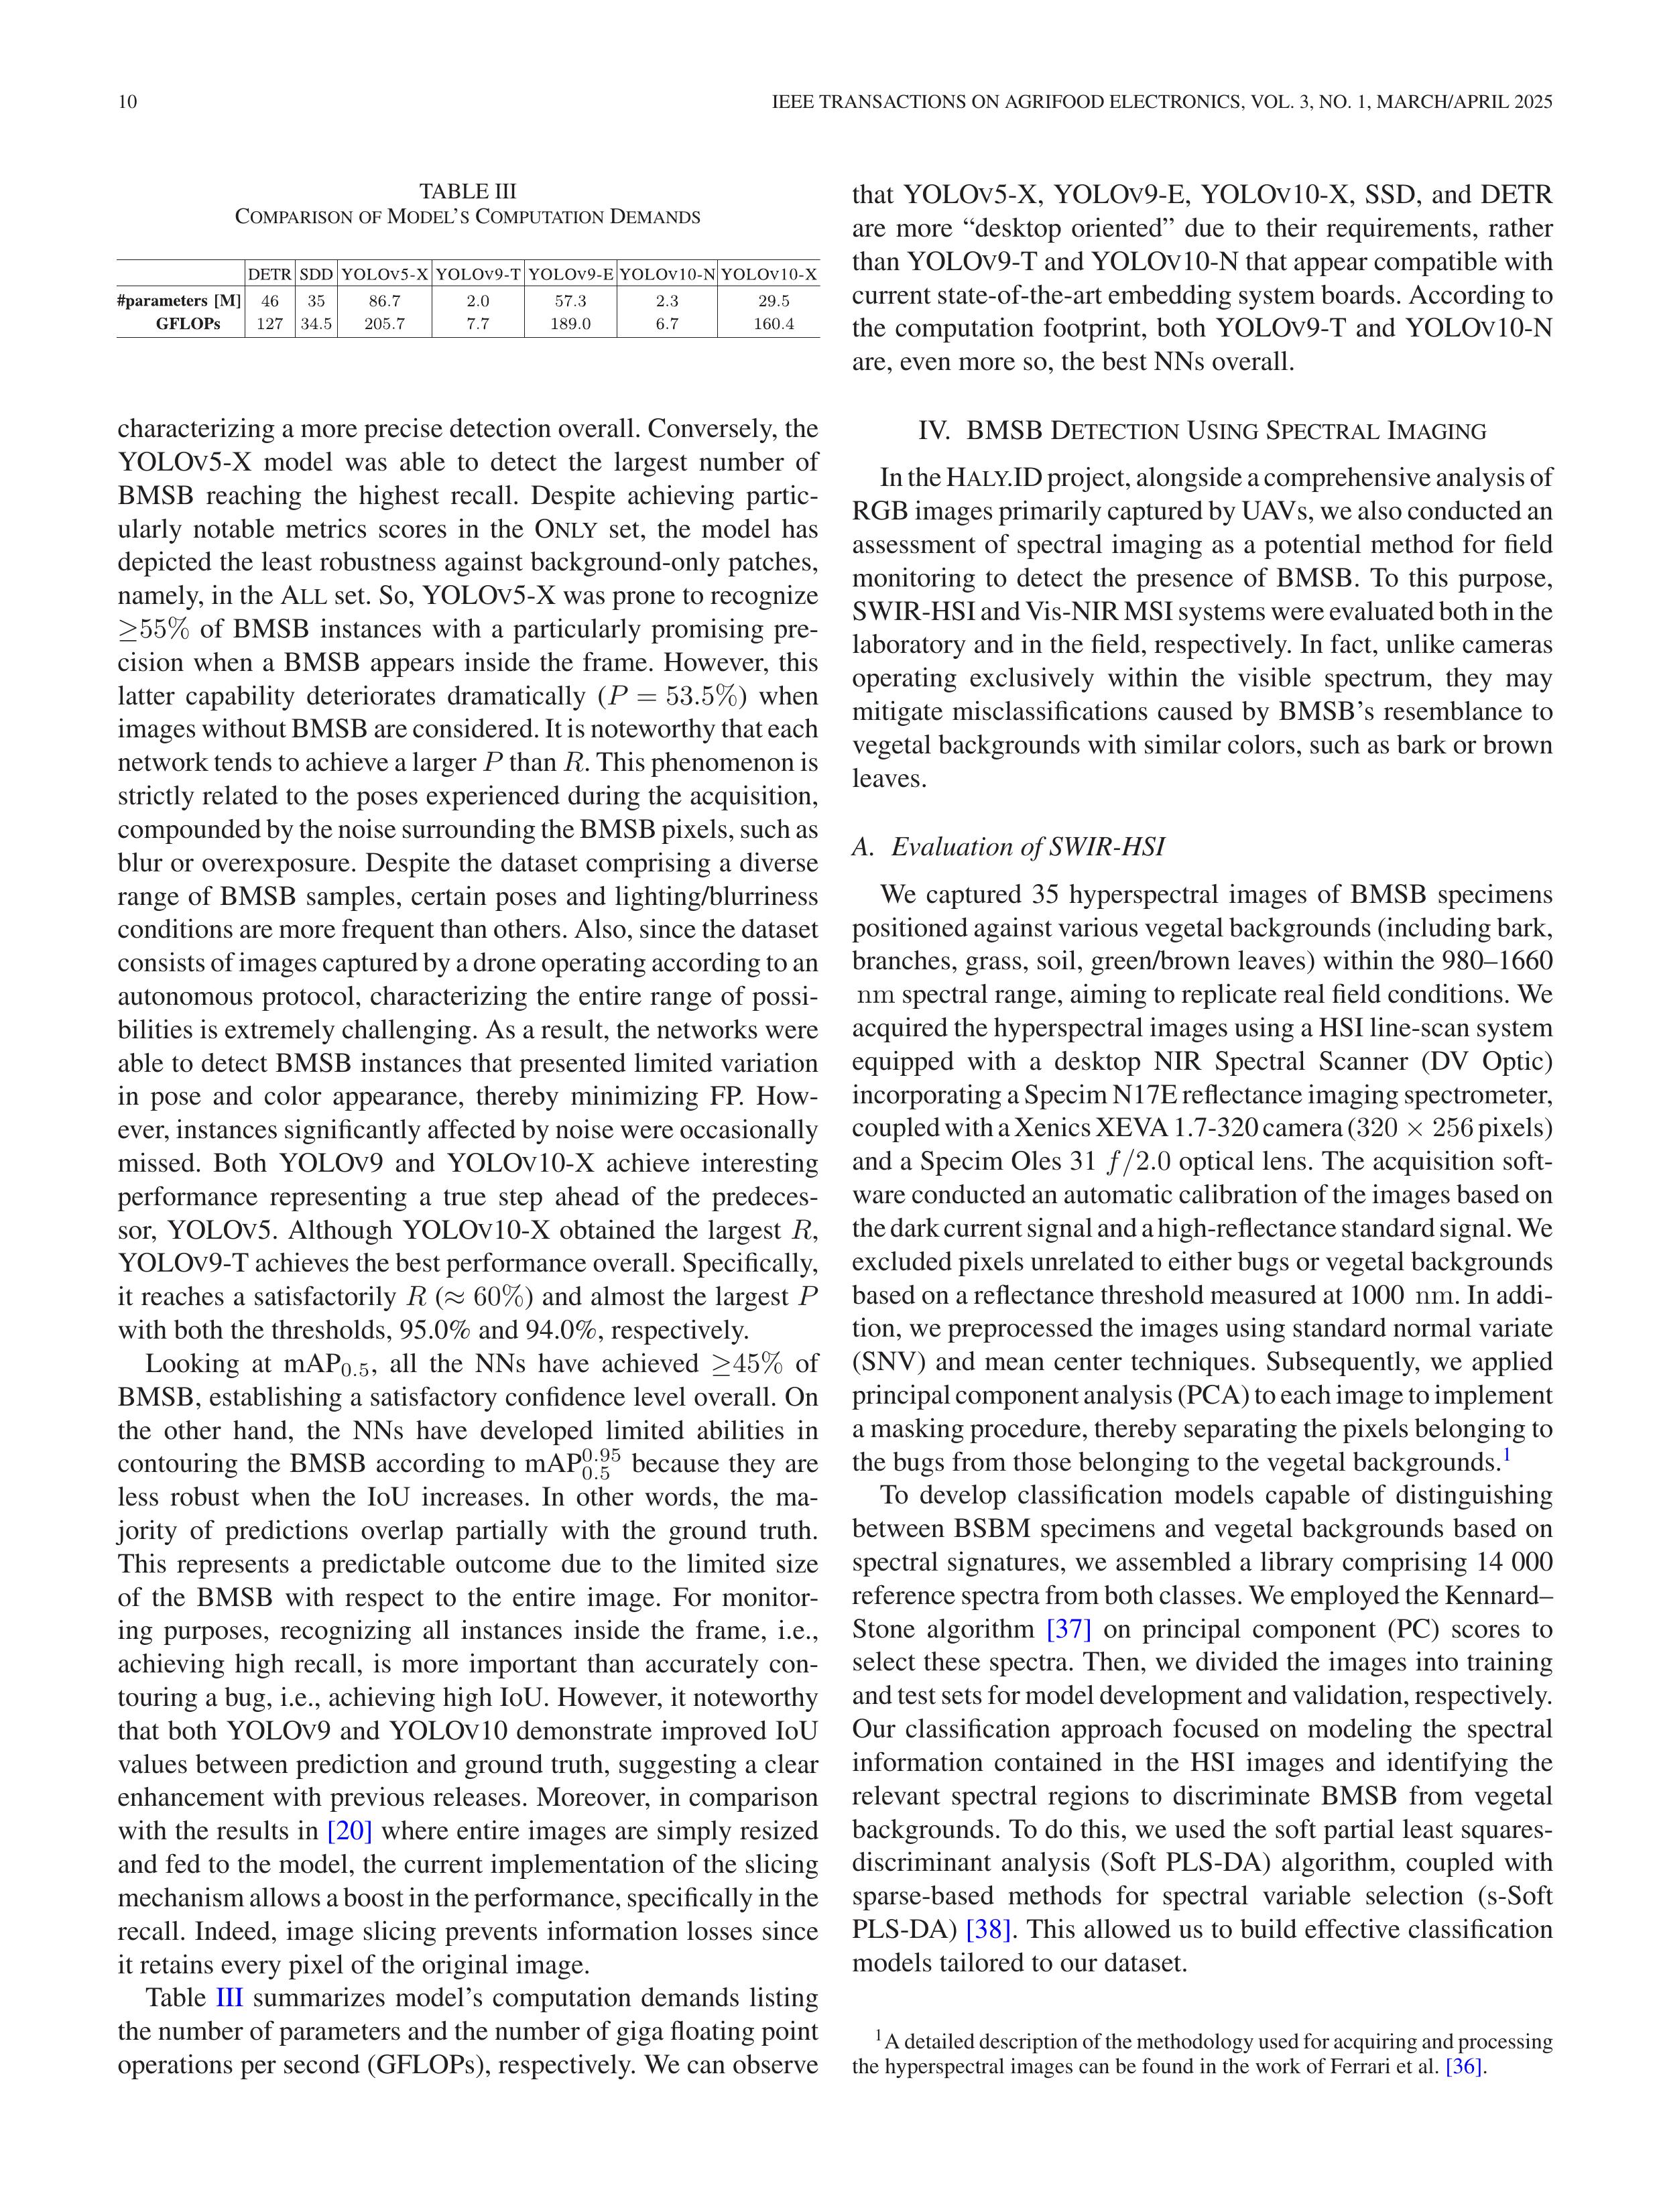 10
IEEE TRANSACTIONS ON AGRIFOOD ELECTRONICS, VOL. 3, NO. 1, MARCH/APRIL 2025
TABLE III
COMPARISON OF MODEL'S COMPUTATION DEMANDS
DETR SDD YOLOV5-X YOLOV9-T YOLOV9-E YOLOV10-N YOLOV10-X
#parameters [M] 46 35 86.7 2.0 57.3 2.3 29.5
GFLOPs 127 34.5 205.7 7.7 189.0 6.7 160.4
characterizing a more precise detection overall. Conversely, the
YOLOV5-X model was able to detect the largest number of
BMSB reaching the highest recall. Despite achieving partic-
ularly notable metrics scores in the ONLY set, the model has
depicted the least robustness against background-only patches,
namely, in the ALL set. So, YOLOV5-X was prone to recognize
≥55% of BMSB instances with a particularly promising pre-
cision when a BMSB appears inside the frame. However, this
latter capability deteriorates dramatically (P = 53.5%) when
images without BMSB are considered. It is noteworthy that each
network tends to achieve a larger P than R. This phenomenon is
strictly related to the poses experienced during the acquisition,
compounded by the noise surrounding the BMSB pixels, such as
blur or overexposure. Despite the dataset comprising a diverse
range of BMSB samples, certain poses and lighting/blurriness
conditions are more frequent than others. Also, since the dataset
consists of images captured by a drone operating according to an
autonomous protocol, characterizing the entire range of possi-
bilities is extremely challenging. As a result, the networks were
able to detect BMSB instances that presented limited variation
in pose and color appearance, thereby minimizing FP. How-
ever, instances significantly affected by noise were occasionally
missed. Both YOLOV9 and YOLOV10-X achieve interesting
performance representing a true step ahead of the predeces-
sor, YOLOV5. Although YOLOV10-X obtained the largest R,
YOLOV9-T achieves the best performance overall. Specifically,
it reaches a satisfactorily R (≈ 60%) and almost the largest P
with both the thresholds, 95.0% and 94.0%, respectively.
Looking at mAP0.5, all the NNs have achieved ≥45% of
BMSB, establishing a satisfactory confidence level overall. On
the other hand, the NNs have developed limited abilities in
contouring the BMSB according to mAP0.5^0.95 because they are
less robust when the IoU increases. In other words, the ma-
jority of predictions overlap partially with the ground truth.
This represents a predictable outcome due to the limited size
of the BMSB with respect to the entire image. For monitor-
ing purposes, recognizing all instances inside the frame, i.e.,
achieving high recall, is more important than accurately con-
touring a bug, i.e., achieving high IoU. However, it noteworthy
that both YOLOV9 and YOLOV10 demonstrate improved IoU
values between prediction and ground truth, suggesting a clear
enhancement with previous releases. Moreover, in comparison
with the results in [20] where entire images are simply resized
and fed to the model, the current implementation of the slicing
mechanism allows a boost in the performance, specifically in the
recall. Indeed, image slicing prevents information losses since
it retains every pixel of the original image.
Table III summarizes model's computation demands listing
the number of parameters and the number of giga floating point
operations per second (GFLOPs), respectively. We can observe
that YOLOV5-X, YOLOV9-E, YOLOV10-X, SSD, and DETR
are more “desktop oriented” due to their requirements, rather
than YOLOV9-T and YOLOV10-N that appear compatible with
current state-of-the-art embedding system boards. According to
the computation footprint, both YOLOV9-T and YOLOV10-N
are, even more so, the best NNs overall.
IV. BMSB DETECTION USING SPECTRAL IMAGING
In the HALY.ID project, alongside a comprehensive analysis of
RGB images primarily captured by UAVs, we also conducted an
assessment of spectral imaging as a potential method for field
monitoring to detect the presence of BMSB. To this purpose,
SWIR-HSI and Vis-NIR MSI systems were evaluated both in the
laboratory and in the field, respectively. In fact, unlike cameras
operating exclusively within the visible spectrum, they may
mitigate misclassifications caused by BMSB's resemblance to
vegetal backgrounds with similar colors, such as bark or brown
leaves.
A. Evaluation of SWIR-HSI
We captured 35 hyperspectral images of BMSB specimens
positioned against various vegetal backgrounds (including bark,
branches, grass, soil, green/brown leaves) within the 980–1660
nm spectral range, aiming to replicate real field conditions. We
acquired the hyperspectral images using a HSI line-scan system
equipped with a desktop NIR Spectral Scanner (DV Optic)
incorporating a Specim N17E reflectance imaging spectrometer,
coupled with a Xenics XEVA 1.7-320 camera (320 × 256 pixels)
and a Specim Oles 31 f/2.0 optical lens. The acquisition soft-
ware conducted an automatic calibration of the images based on
the dark current signal and a high-reflectance standard signal. We
excluded pixels unrelated to either bugs or vegetal backgrounds
based on a reflectance threshold measured at 1000 nm. In addi-
tion, we preprocessed the images using standard normal variate
(SNV) and mean center techniques. Subsequently, we applied
principal component analysis (PCA) to each image to implement
a masking procedure, thereby separating the pixels belonging to
the bugs from those belonging to the vegetal backgrounds.1
To develop classification models capable of distinguishing
between BSBM specimens and vegetal backgrounds based on
spectral signatures, we assembled a library comprising 14 000
reference spectra from both classes. We employed the Kennard–
Stone algorithm [37] on principal component (PC) scores to
select these spectra. Then, we divided the images into training
and test sets for model development and validation, respectively.
Our classification approach focused on modeling the spectral
information contained in the HSI images and identifying the
relevant spectral regions to discriminate BMSB from vegetal
backgrounds. To do this, we used the soft partial least squares-
discriminant analysis (Soft PLS-DA) algorithm, coupled with
sparse-based methods for spectral variable selection (s-Soft
PLS-DA) [38]. This allowed us to build effective classification
models tailored to our dataset.
1 A detailed description of the methodology used for acquiring and processing
the hyperspectral images can be found in the work of Ferrari et al. [36].